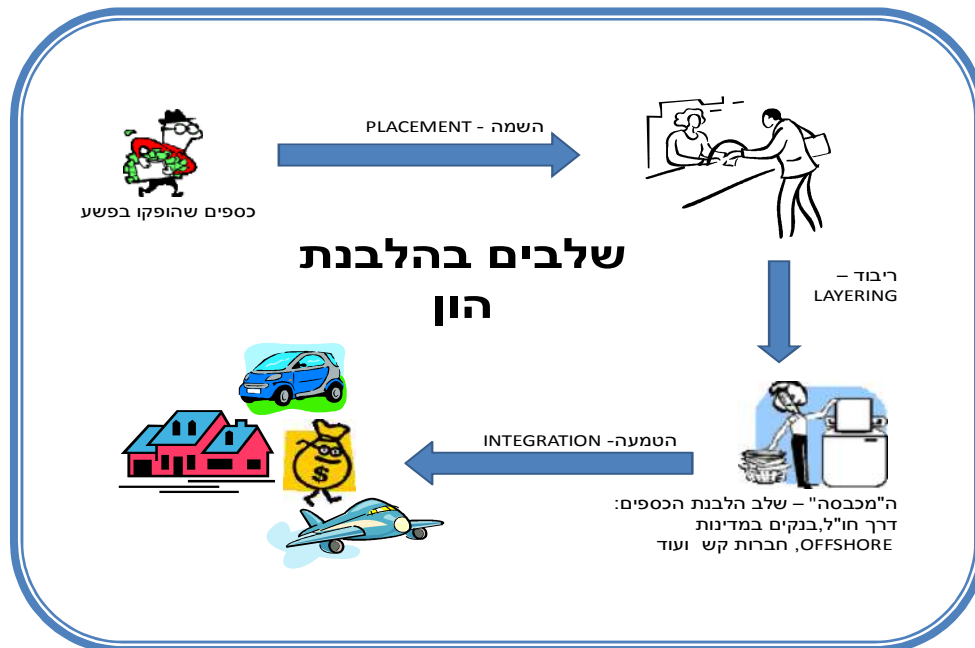 השמה - PLACEMENT
כספים שהופקו בפשע
שלבים בהלבנת
הון
ריבוד –
LAYERING
הטמעה- INTEGRATION
ה"מכבסה" – שלב הלבנת הכספים:
דרך חו"ל,בנקים במדינות
OFFSHORE, חברות קש ועוד
$